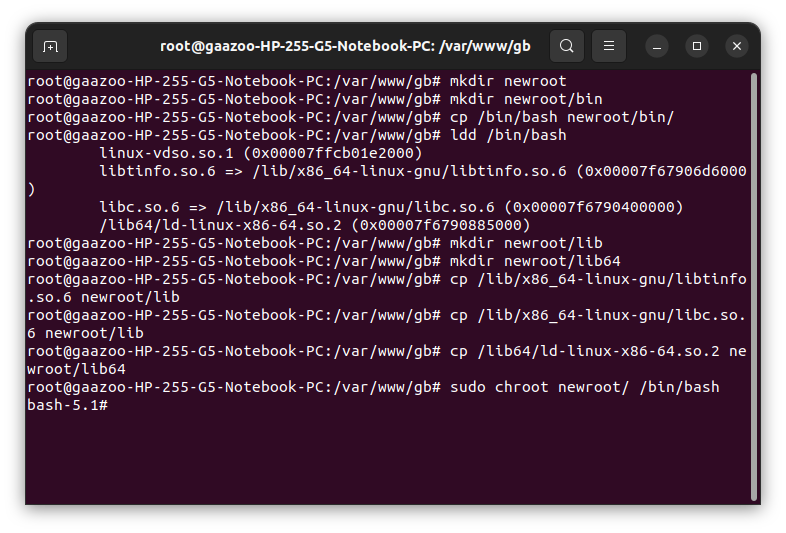 root@gaazoo-HP-255-G5-Notebook-PC: /var/www/gb
root@gaazoo-HP-255-G5-Notebook-PC:/var/www/gb# mkdir newroot
root@gaazoo-HP-255-G5-Notebook-PC:/var/www/gb# mkdir newroot/bin
root@gaazoo-HP-255-G5-Notebook-PC:/var/www/gb# cp /bin/bash newroot/bin/
root@gaazoo-HP-255-G5-Notebook-PC:/var/www/gb# ldd /bin/bash
        linux-vdso.so.1 (0x00007ffcb01e2000)
        libtinfo.so.6 => /lib/x86_64-linux-gnu/libtinfo.so.6 (0x00007f67906d6000
)
        libc.so.6 => /lib/x86_64-linux-gnu/libc.so.6 (0x00007f6790400000)
        /lib64/ld-linux-x86-64.so.2 (0x00007f6790885000)
root@gaazoo-HP-255-G5-Notebook-PC:/var/www/gb# mkdir newroot/lib
root@gaazoo-HP-255-G5-Notebook-PC:/var/www/gb# mkdir newroot/lib64
root@gaazoo-HP-255-G5-Notebook-PC:/var/www/gb# cp /lib/x86_64-linux-gnu/libtinfo
.so.6 newroot/lib
root@gaazoo-HP-255-G5-Notebook-PC:/var/www/gb# cp /lib/x86_64-linux-gnu/libc.so.
6 newroot/lib
root@gaazoo-HP-255-G5-Notebook-PC:/var/www/gb# cp /lib64/ld-linux-x86-64.so.2 ne
wroot/lib64
root@gaazoo-HP-255-G5-Notebook-PC:/var/www/gb# sudo chroot newroot/ /bin/bash
bash-5.1#